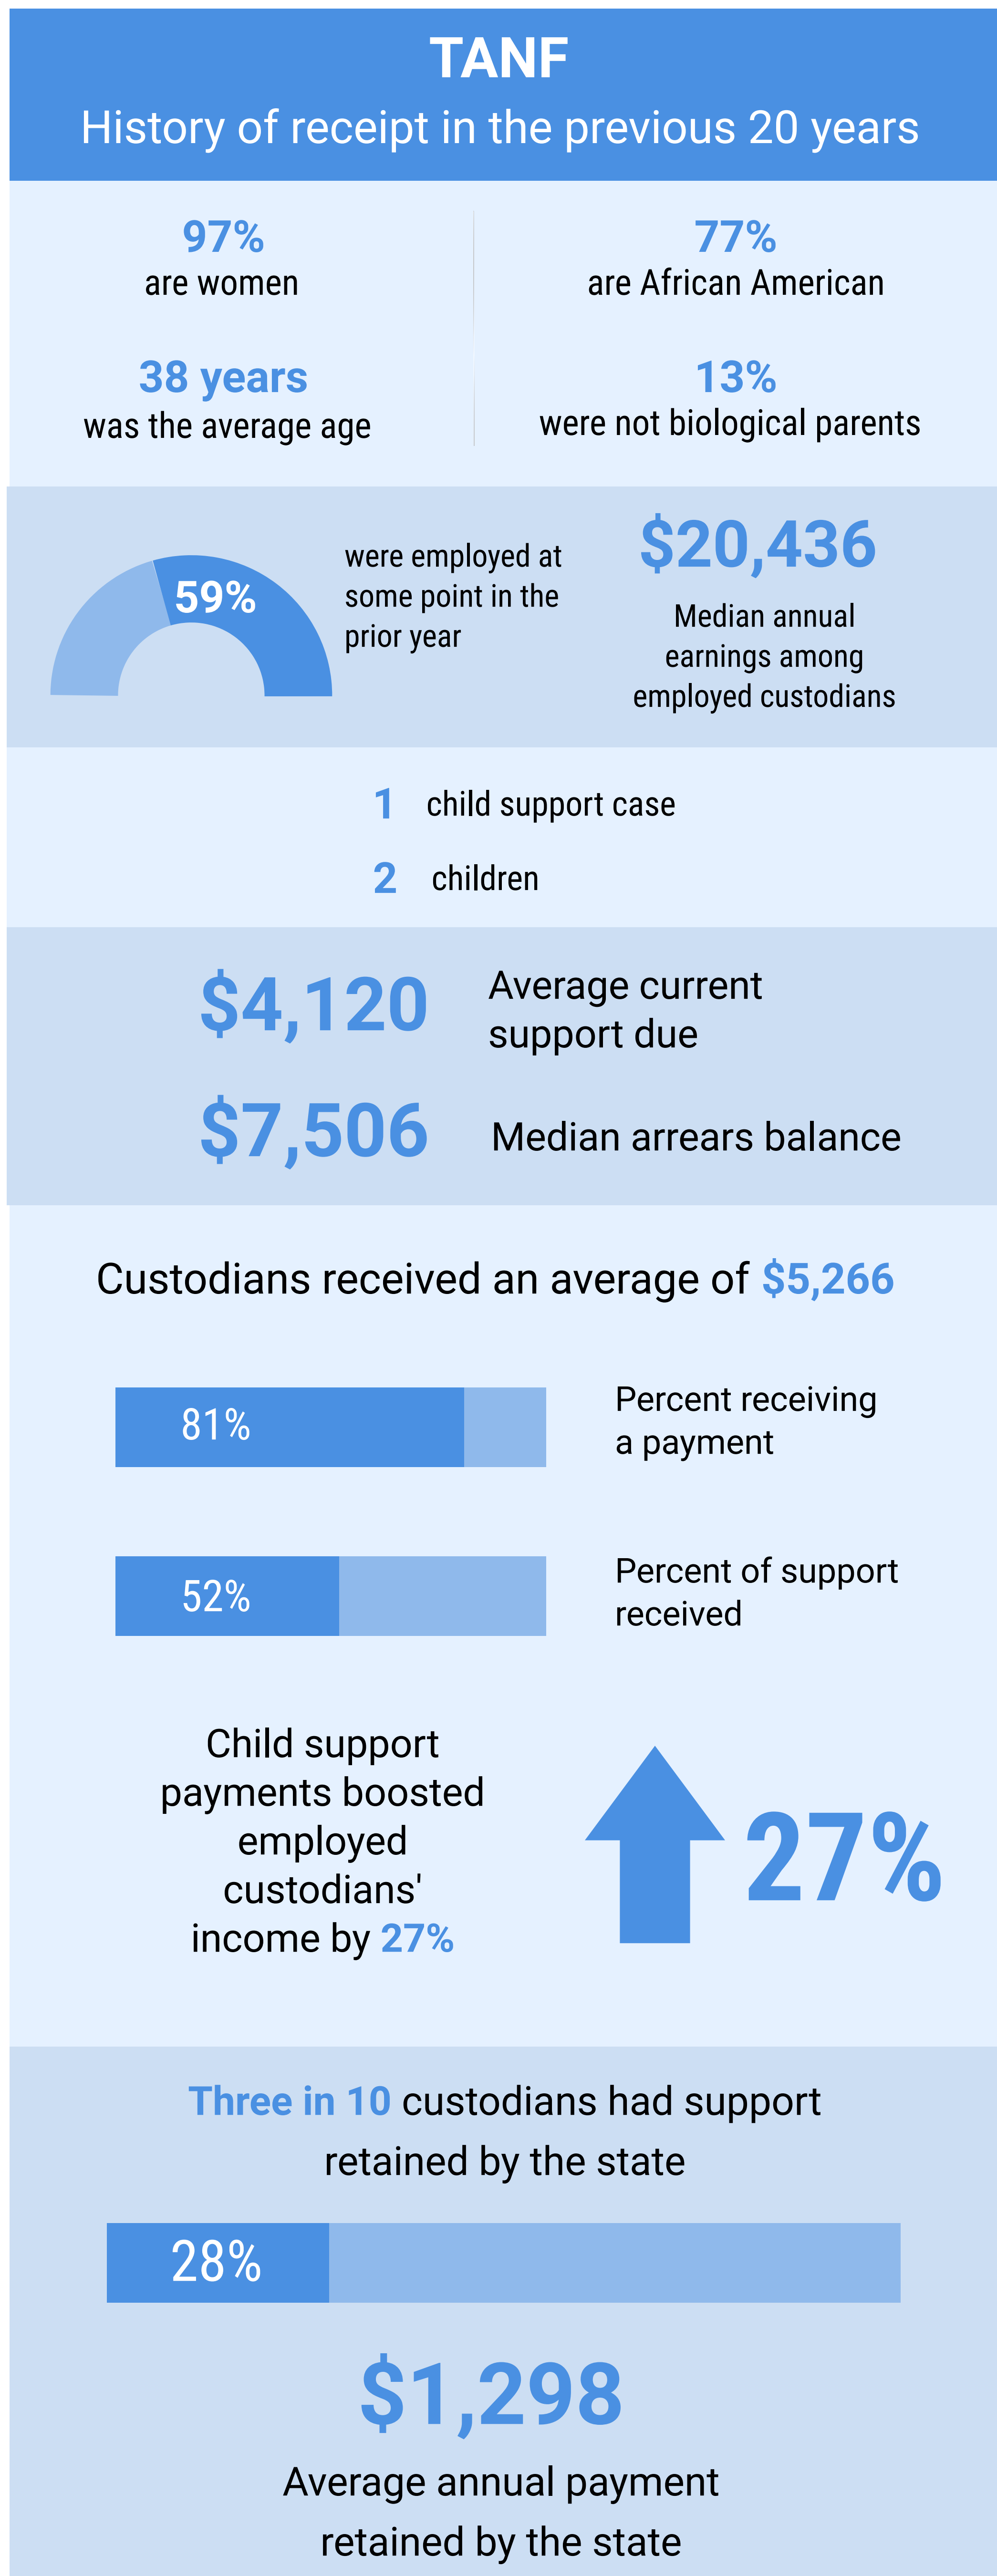 TANF
History of receipt in the previous 20 years
97%
are women
77%
are African American
38 years
was the average age
13%
were not biological parents
59%
were employed at
some point in the
prior year
$20,436
Median annual
earnings among
employed custodians
1 child support case
2 children
$4,120
Average current
support due
$7,506 Median arrears balance
Custodians received an average of $5,266
81%
Percent receiving
a payment
52%
Percent of support
received
Child support
payments boosted
employed
custodians'
income by 27%
27%
Three in 10 custodians had support
retained by the state
28%
$1,298
Average annual payment
retained by the state